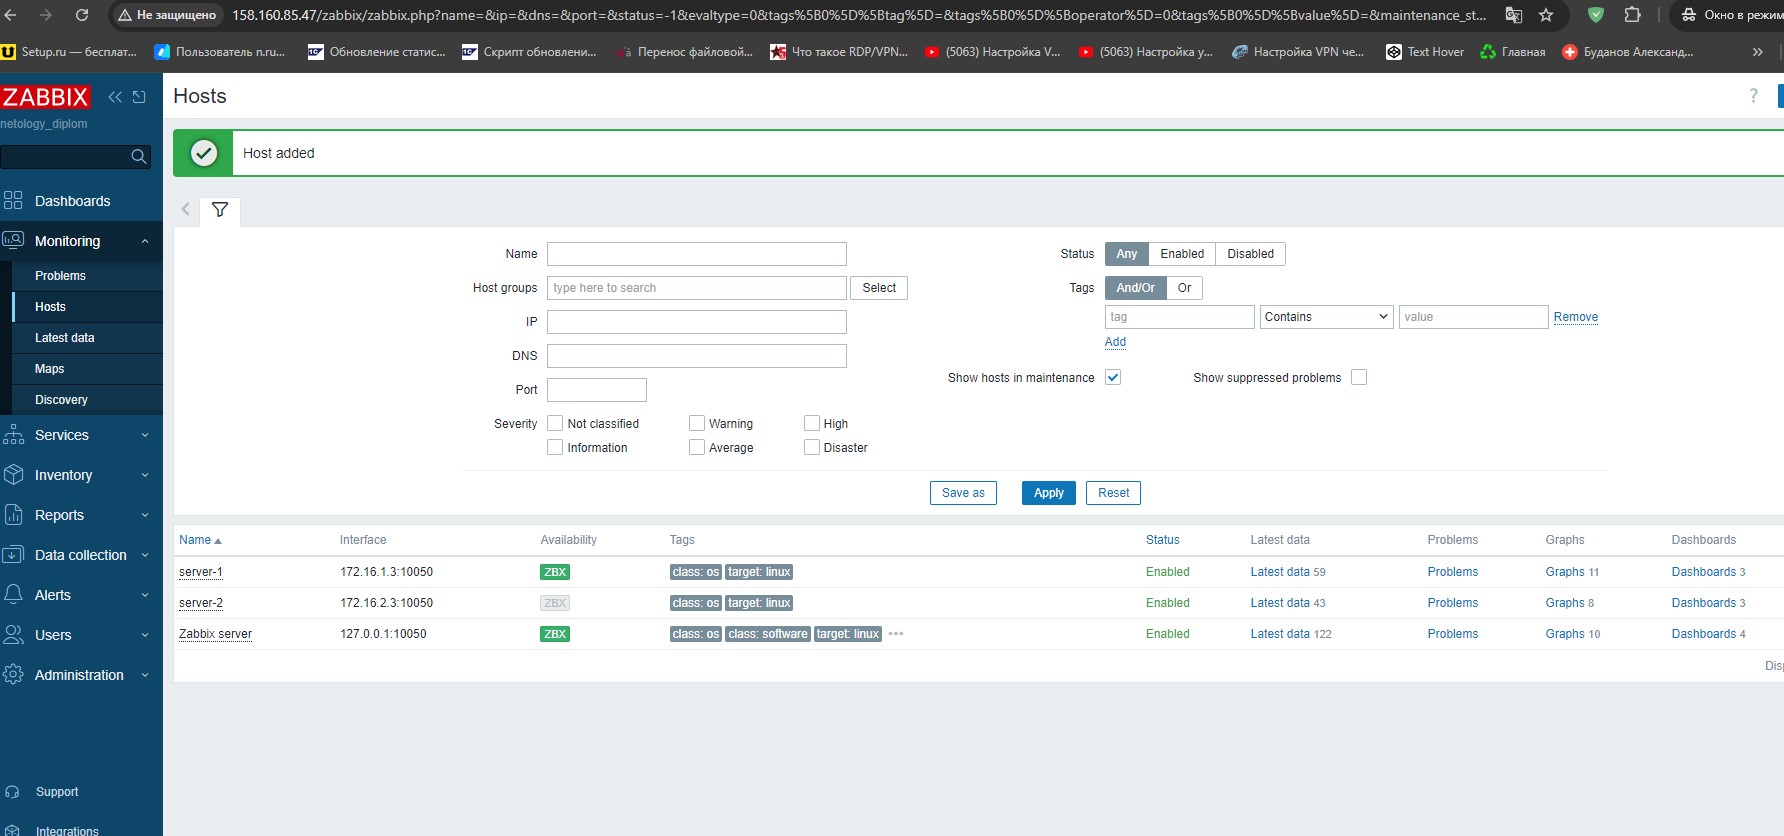 Не защищено 158.160.85.47/zabbix/zabbix.php?name=&ip=&dns=&port=&status=-1&evaltype=0&tags%5B0%5D%5Btag%5D=&tags%5B0%5D%5Boperator%5D=0&tags%5B0%5D%5Bvalue%5D=&maintenance_st... Окно в режим
Setup.ru — бесплат... Пользователь n.ru... Обновление статис... Скрипт обновлени... Перенос файловой... Что такое RDP/VPN... (5063) Настройка V... (5063) Настройка у... Настройка VPN че... Text Hover Главная Буданов Александ... »
ZABBIX
netology_diplom
Dashboards
Monitoring
Problems
Hosts
Latest data
Maps
Discovery
Services
Inventory
Reports
Data collection
Alerts
Users
Administration
Support
Integrations
Hosts ?
Host added
Name
Host groups type here to search Select
IP
DNS
Port
Severity Not classified Warning High
Information Average Disaster
Status Any Enabled Disabled
Tags And/Or Or
tag Contains value Remove
Add
Show hosts in maintenance Show suppressed problems
Save as Apply Reset
Name Interface Availability Tags Status Latest data Problems Graphs Dashboards
server-1 172.16.1.3:10050 ZBX class: os target: linux Enabled Latest data 59 Problems Graphs 11 Dashboards 3
server-2 172.16.2.3:10050 ZBX class: os target: linux Enabled Latest data 43 Problems Graphs 8 Dashboards 3
Zabbix server 127.0.0.1:10050 ZBX class: os class: software target: linux ••• Enabled Latest data 122 Problems Graphs 10 Dashboards 4
Disp